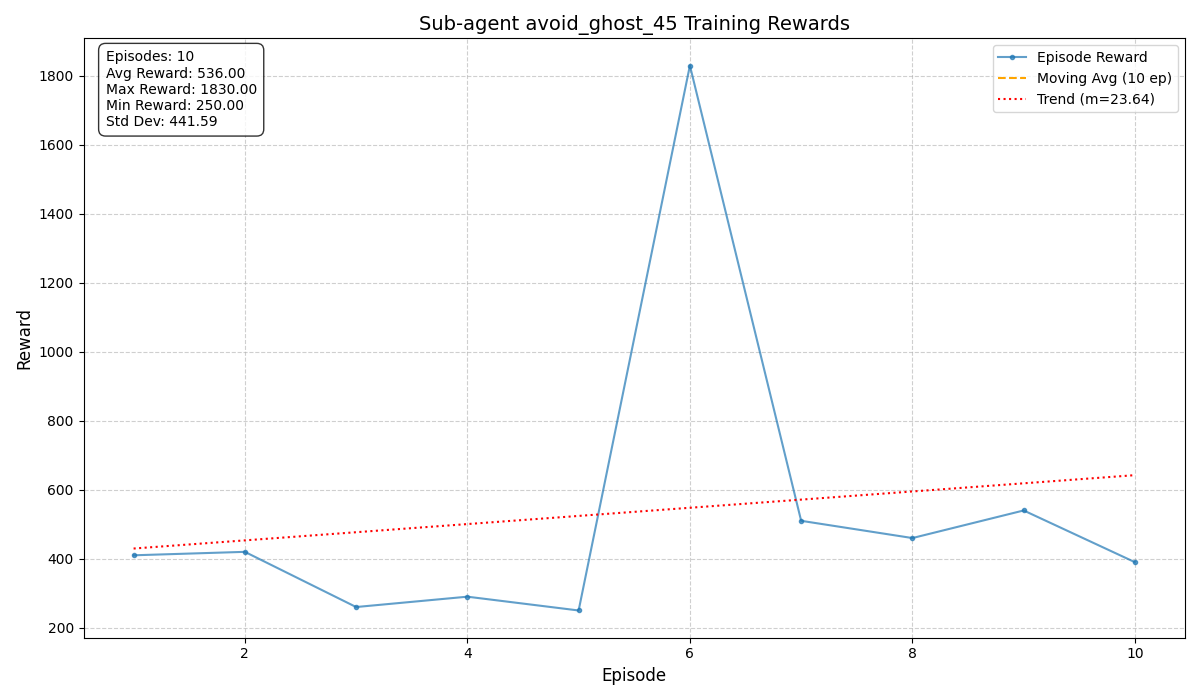 Sub-agent avoid_ghost_45 Training Rewards
Episodes: 10
Avg Reward: 536.00
Max Reward: 1830.00
Min Reward: 250.00
Std Dev: 441.59
Episode Reward
Moving Avg (10 ep)
Trend (m=23.64)
Reward
1800
1600
1400
1200
1000
800
600
400
200
2
4
6
8
10
Episode